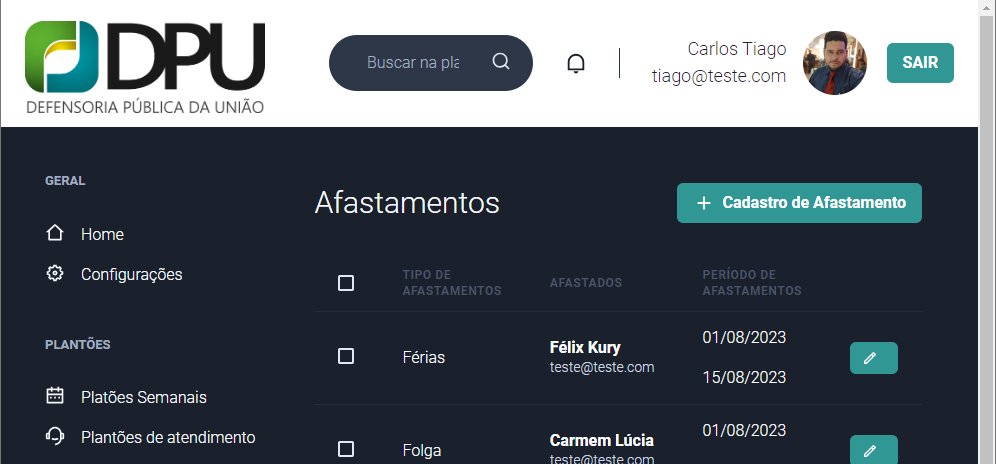 DPU
DEFENSORIA PÚBLICA DA UNIÃO
Buscar na pla
Carlos Tiago
tiago@teste.com
SAIR
GERAL
Home
Configurações
PLANTÕES
Platões Semanais
Plantões de atendimento
Afastamentos
Cadastro de Afastamento
TIPO DE
AFASTAMENTOS
AFASTADOS
PERÍODO DE
AFASTAMENTOS
Férias
Félix Kury
teste@teste.com
01/08/2023
15/08/2023
Folga
Carmem Lúcia
teste@teste.com
01/08/2023